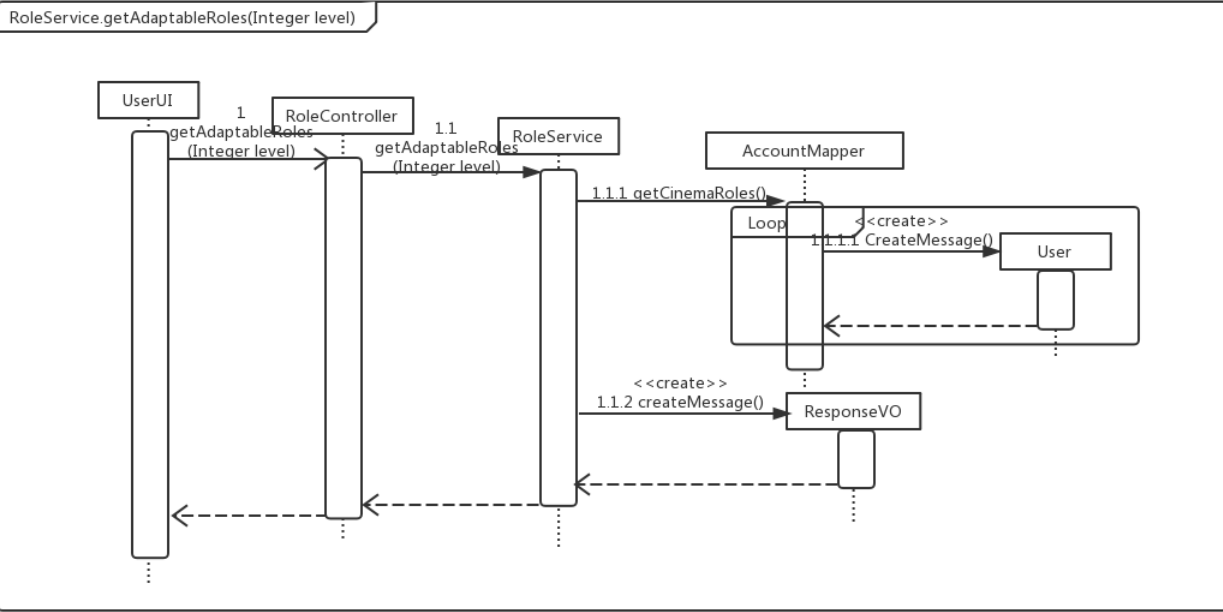 RoleService.getAdaptableRoles(Integer level)
UserUI
1
getAdaptableRoles
(Integer level)
RoleController
1.1
getAdaptableRoles
(Integer level)
RoleService
AccountMapper
1.1.1 getCinemaRoles()
Loop
<<create>>
1.1.1.1 CreateMessage()
User
<<create>>
1.1.2 createMessage()
ResponseVO